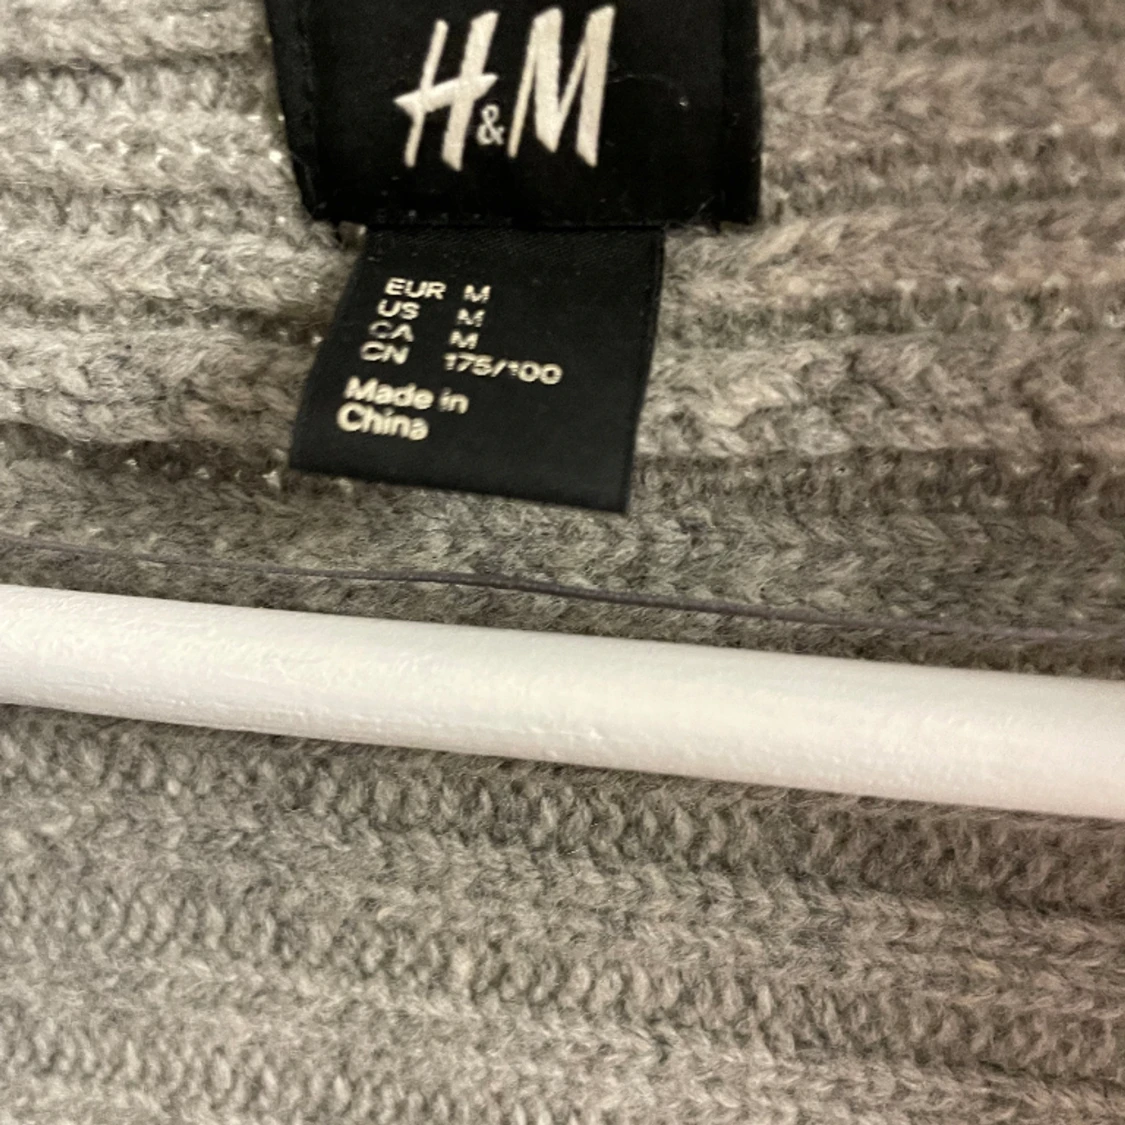 H&M
EUR M
US M
CA M
CN 175/100
Made in
China